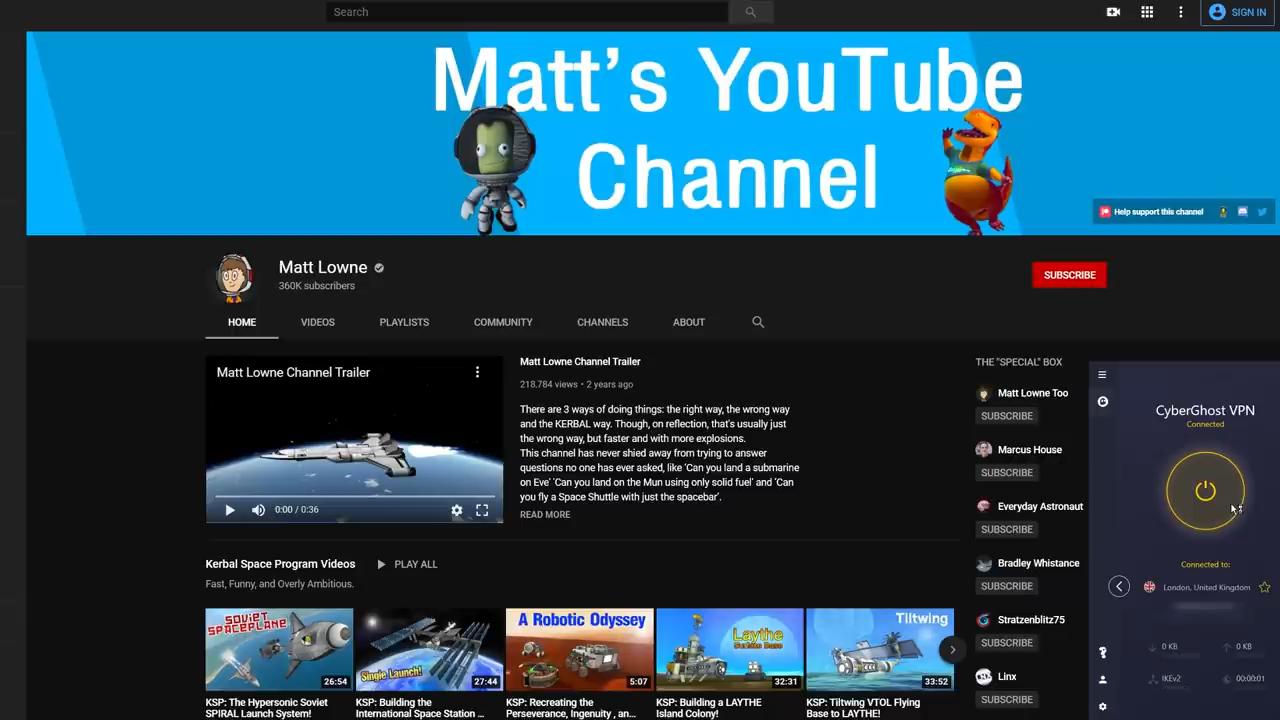 Search
SIGN IN
Matt's YouTube
Channel
Help support this channel
Matt Lowne
360K subscribers
SUBSCRIBE
HOME
VIDEOS
PLAYLISTS
COMMUNITY
CHANNELS
ABOUT
Matt Lowne Channel Trailer
0:00 / 0:36
Matt Lowne Channel Trailer
218,784 views • 2 years ago
There are 3 ways of doing things: the right way, the wrong way
and the KERBAL way. Though, on reflection, that's usually just
the wrong way, but faster and with more explosions.
This channel has never shied away from trying to answer
questions no one has ever asked, like 'Can you land a submarine
on Eve' 'Can you land on the Mun using only solid fuel' and 'Can
you fly a Space Shuttle with just the spacebar'.
READ MORE
THE "SPECIAL" BOX
Matt Lowne Too
SUBSCRIBE
Marcus House
SUBSCRIBE
Everyday Astronaut
SUBSCRIBE
Bradley Whistance
SUBSCRIBE
Stratzenblitz75
SUBSCRIBE
Linx
SUBSCRIBE
CyberGhost VPN
Connected
Connected to:
London, United Kingdom
0 KB
0 KB
IKEv2
00:00:01
Kerbal Space Program Videos
PLAY ALL
Fast, Funny, and Overly Ambitious.
SOVIET
SPACEPLANE
26:54
Single Launch!
27:44
A Robotic Odyssey
5:07
Laythe
Surface Base
32:31
Tiltwing
33:52
KSP: The Hypersonic Soviet
SPIRAL Launch System!
KSP: Building the
International Space Station ...
KSP: Recreating the
Perseverance, Ingenuity , an...
KSP: Building a LAYTHE
Island Colony!
KSP: Tiltwing VTOL Flying
Base to LAYTHE!